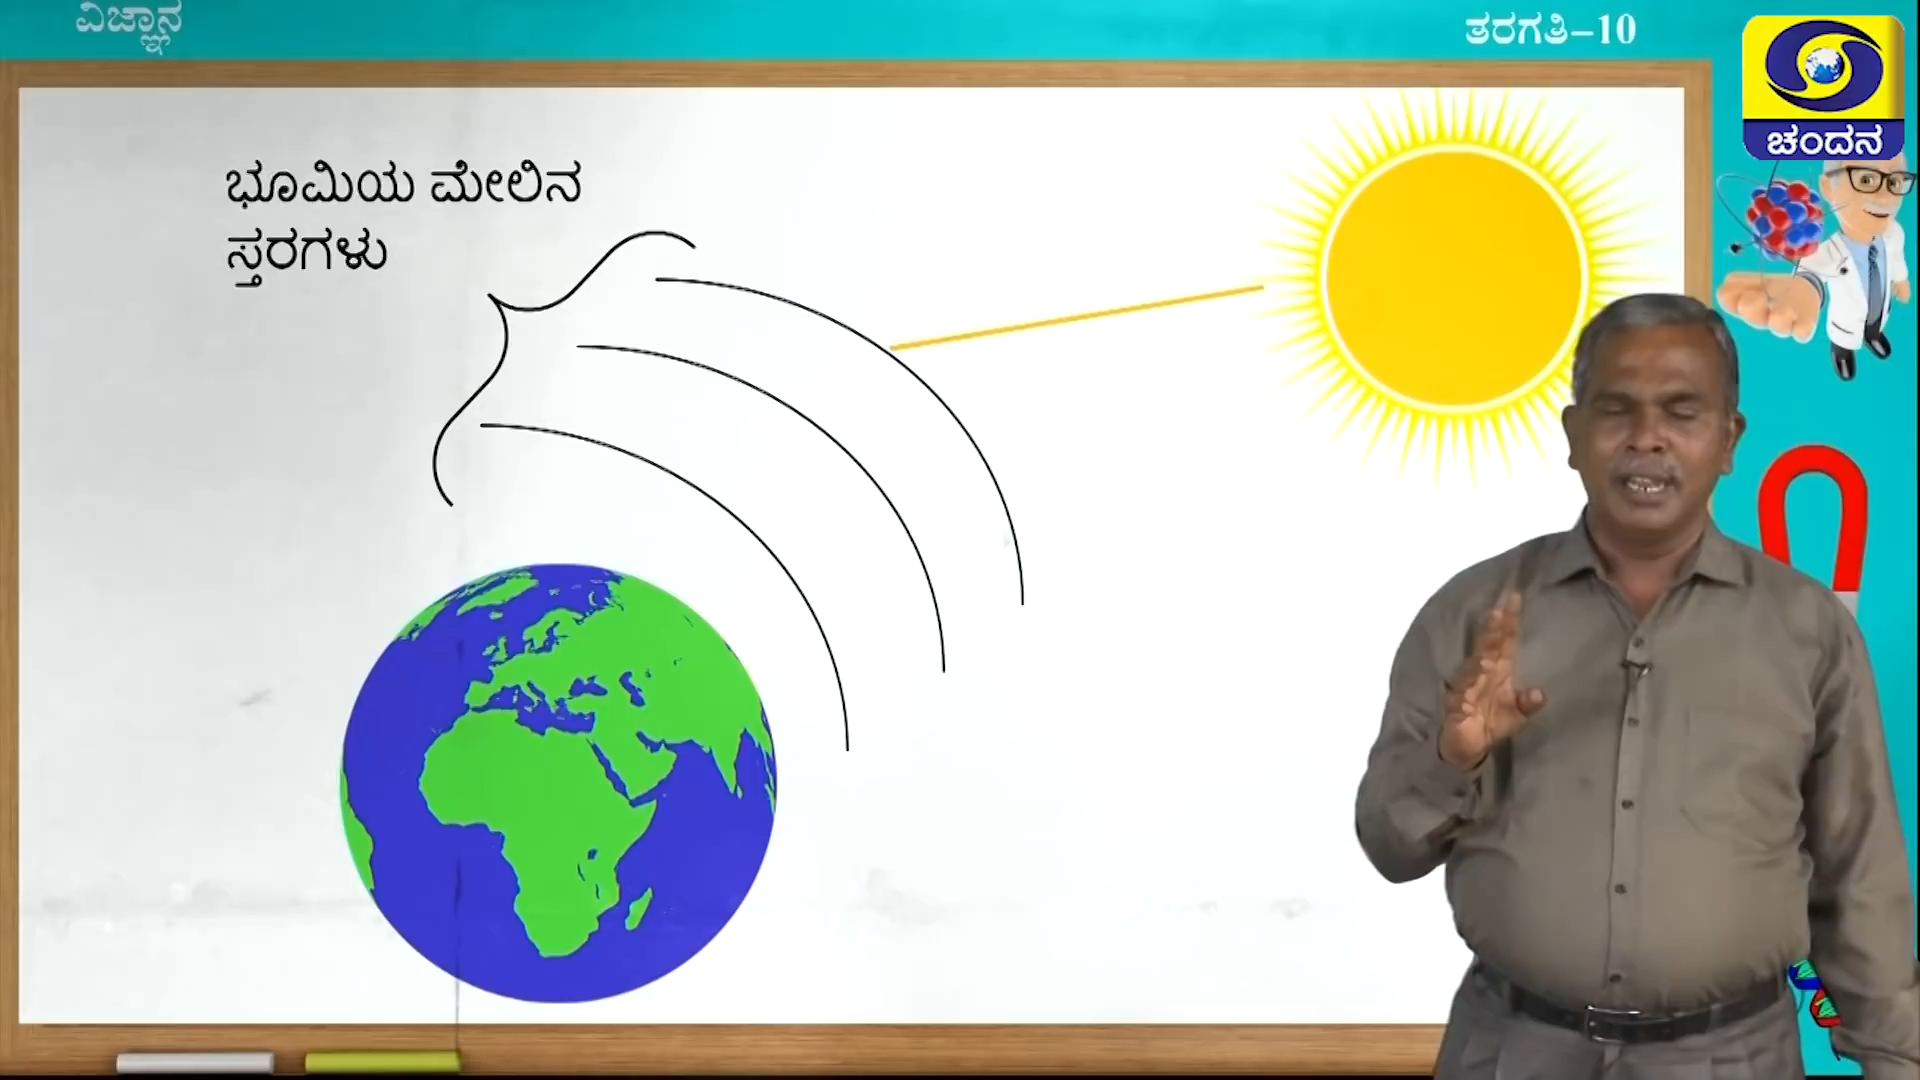 ವಿಜ್ಞಾನ
ತರಗತಿ–10
ಚಂದನ
ಭೂಮಿಯ ಮೇಲಿನ
ಸ್ತರಗಳು